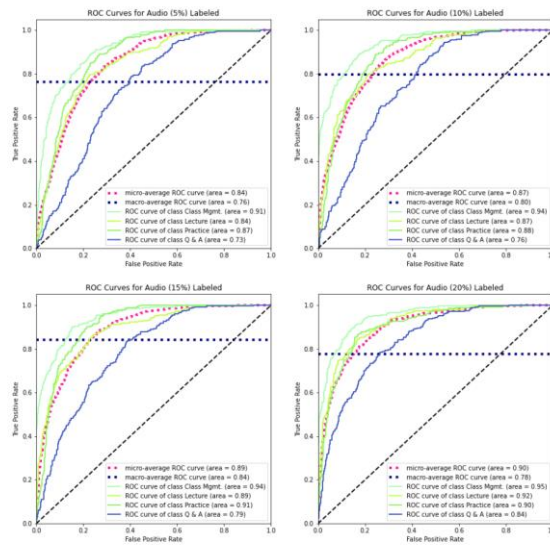 ROC Curves for Audio (5%) Labeled
1.0
0.8
0.6
0.4
0.2
0.0
True Positive Rate
micro-average ROC curve (area = 0.84)
macro-average ROC curve (area = 0.76)
ROC curve of class Class Mgmt. (area = 0.91)
ROC curve of class Lecture (area = 0.84)
ROC curve of class Practice (area = 0.87)
ROC curve of class Q & A (area = 0.73)
0.0 0.2 0.4 0.6 0.8 1.0
False Positive Rate
ROC Curves for Audio (10%) Labeled
1.0
0.8
0.6
0.4
0.2
0.0
True Positive Rate
micro-average ROC curve (area = 0.87)
macro-average ROC curve (area = 0.80)
ROC curve of class Class Mgmt. (area = 0.94)
ROC curve of class Lecture (area = 0.87)
ROC curve of class Practice (area = 0.88)
ROC curve of class Q & A (area = 0.76)
0.0 0.2 0.4 0.6 0.8 1.0
False Positive Rate
ROC Curves for Audio (15%) Labeled
1.0
0.8
0.6
0.4
0.2
0.0
True Positive Rate
micro-average ROC curve (area = 0.89)
macro-average ROC curve (area = 0.84)
ROC curve of class Class Mgmt. (area = 0.94)
ROC curve of class Lecture (area = 0.89)
ROC curve of class Practice (area = 0.91)
ROC curve of class Q & A (area = 0.79)
0.0 0.2 0.4 0.6 0.8 1.0
False Positive Rate
ROC Curves for Audio (20%) Labeled
1.0
0.8
0.6
0.4
0.2
0.0
True Positive Rate
micro-average ROC curve (area = 0.90)
macro-average ROC curve (area = 0.78)
ROC curve of class Class Mgmt. (area = 0.95)
ROC curve of class Lecture (area = 0.92)
ROC curve of class Practice (area = 0.90)
ROC curve of class Q & A (area = 0.84)
0.0 0.2 0.4 0.6 0.8 1.0
False Positive Rate